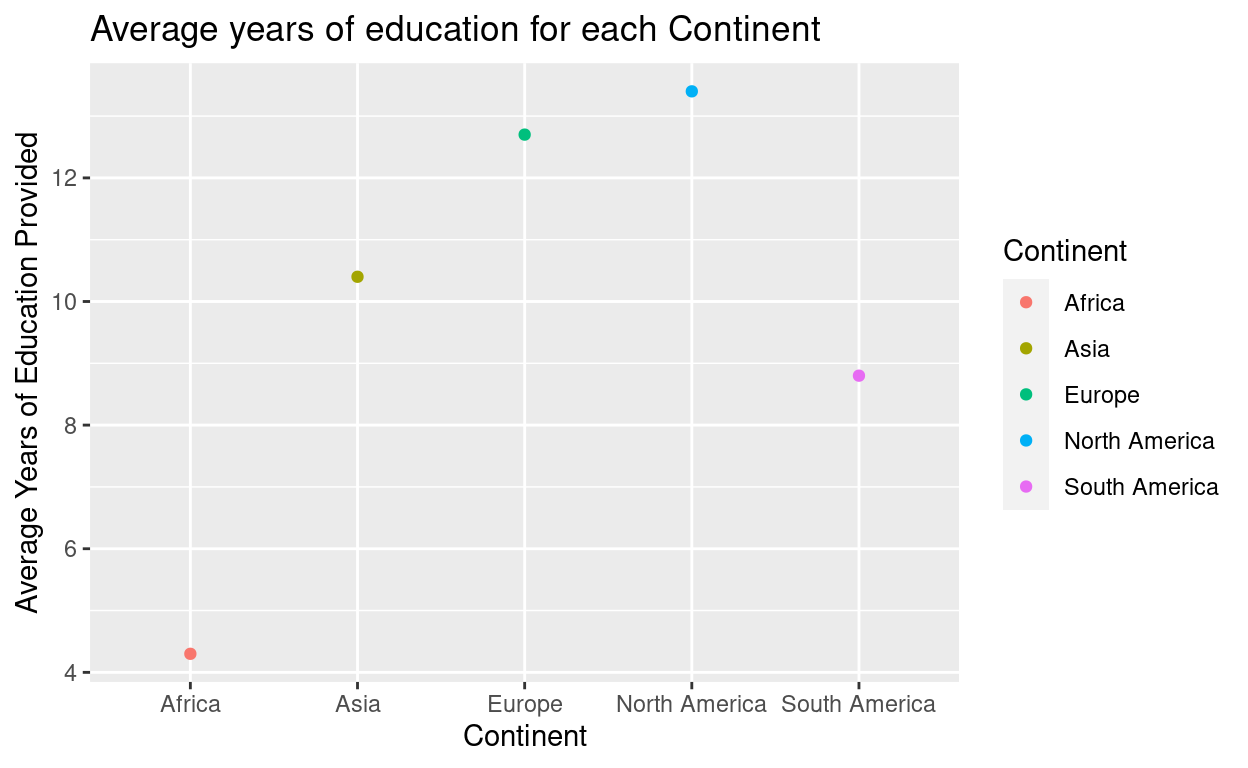 Average years of education for each Continent
Average Years of Education Provided
12
10
8
6
4
Africa
Asia
Europe
North America
South America
Continent
Continent
Africa
Asia
Europe
North America
South America